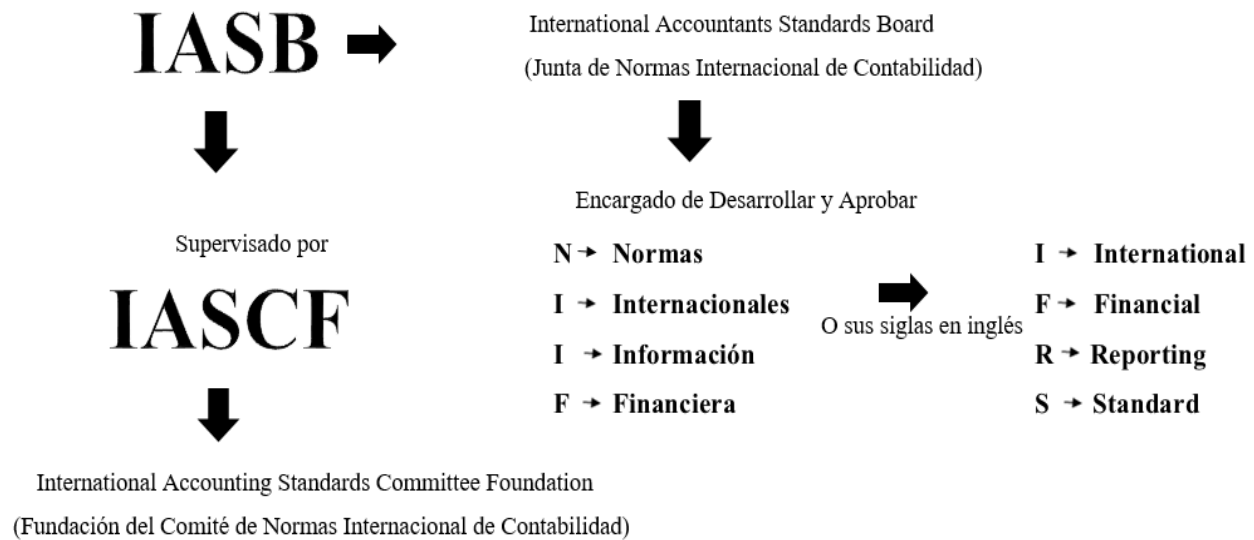 IASB
International Accountants Standards Board
(Junta de Normas Internacional de Contabilidad)
Encargado de Desarrollar y Aprobar
Supervisado por
IASCF
N Normas
I Internacionales
I Información
F Financiera
O sus siglas en inglés
I International
F Financial
R Reporting
S Standard
International Accounting Standards Committee Foundation
(Fundación del Comité de Normas Internacional de Contabilidad)